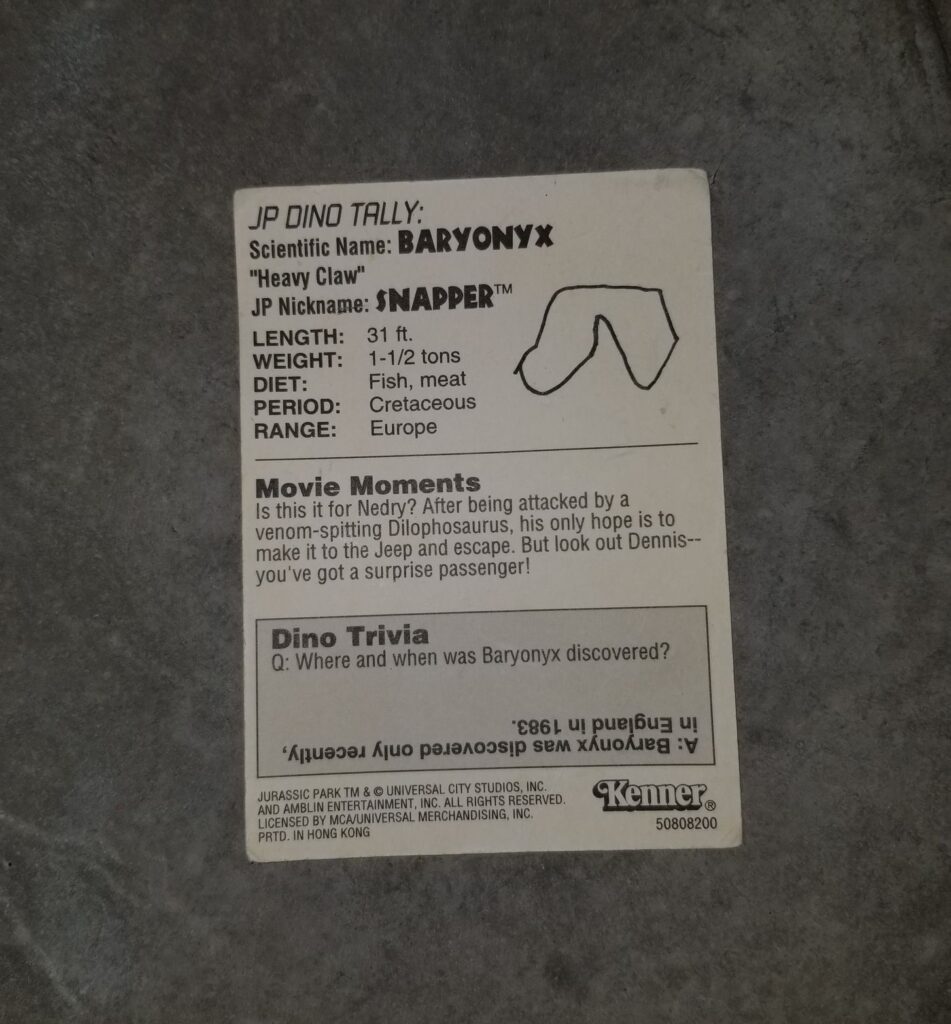 JP DINO TALLY:
Scientific Name: BARYONYX
"Heavy Claw"
JP Nickname: SNAPPER™
LENGTH: 31 ft.
WEIGHT: 1-1/2 tons
DIET: Fish, meat
PERIOD: Cretaceous
RANGE: Europe
Movie Moments
Is this it for Nedry? After being attacked by a
venom-spitting Dilophosaurus, his only hope is to
make it to the Jeep and escape. But look out Dennis--
you've got a surprise passenger!
Dino Trivia
Q: Where and when was Baryonyx discovered?
A: Baryonyx was discovered only recently,
in England in 1983.
JURASSIC PARK TM & © UNIVERSAL CITY STUDIOS, INC.
AND AMBLIN ENTERTAINMENT, INC. ALL RIGHTS RESERVED.
LICENSED BY MCA/UNIVERSAL MERCHANDISING, INC.
PRTD. IN HONG KONG
Kenner®
50808200